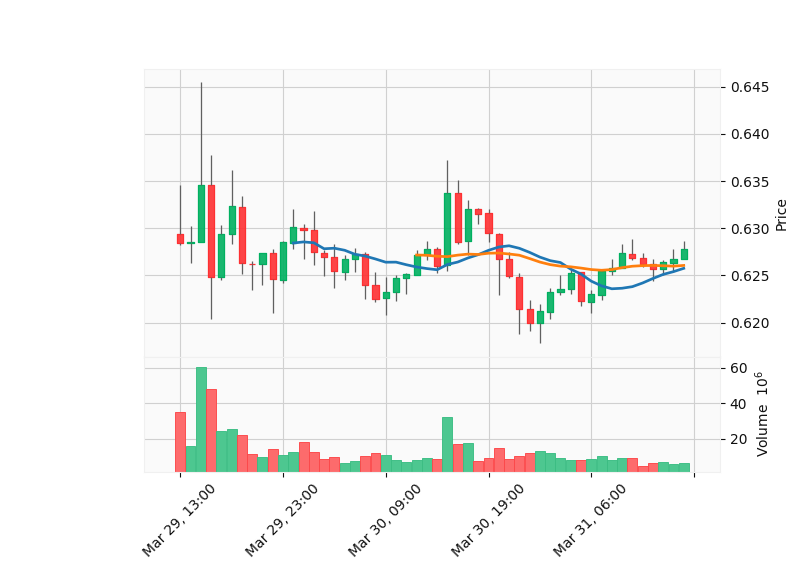 0.645
0.640
0.635
0.630
0.625
0.620
Price
60
40
20
Volume 10^6
Mar 29, 13:00
Mar 29, 23:00
Mar 30, 09:00
Mar 30, 19:00
Mar 31, 06:00